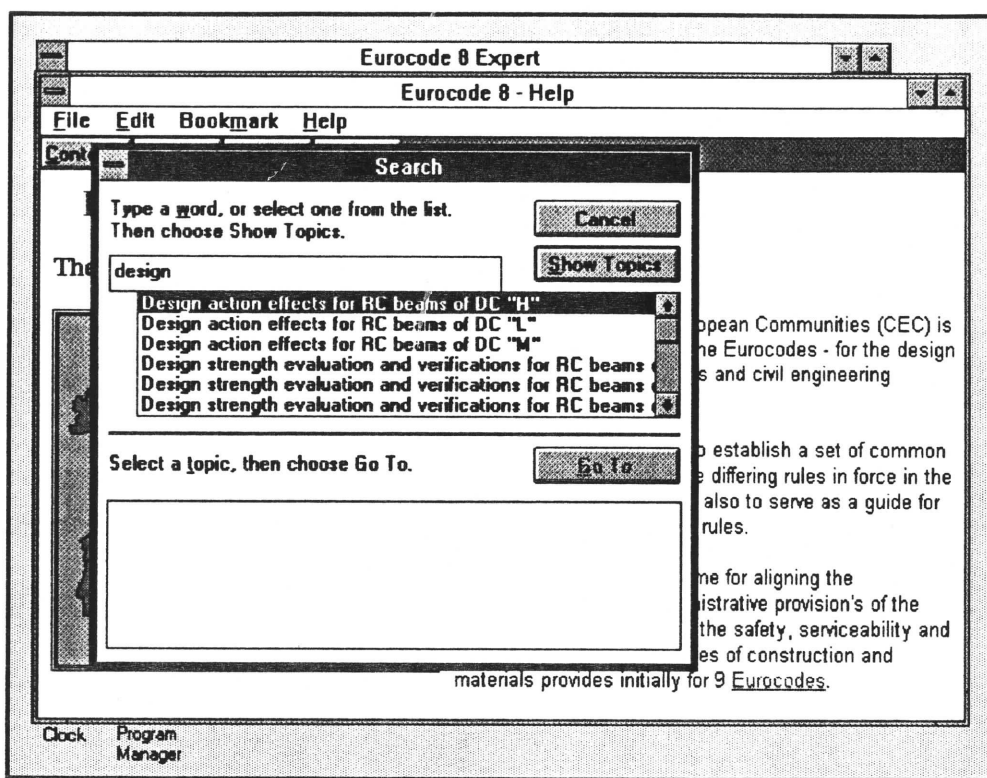 Eurocode 8 Expert
Eurocode 8 - Help
File Edit Bookmark Help
Search
Type a word, or select one from the list.
Then choose Show Topics.
Cancel
Show Topics
The
design
Design action effects for RC beams of DC "H"
Design action effects for RC beams of DC "L"
Design action effects for RC beams of DC "M"
Design strength evaluation and verifications for RC beams
Design strength evaluation and verifications for RC beams
Design strength evaluation and verifications for RC beams
Select a topic, then choose Go To.
Go To
opean Communities (CEC) is
ne Eurocodes - for the design
s and civil engineering
o establish a set of common
e differing rules in force in the
also to serve as a guide for
rules.
me for aligning the
istrative provision's of the
the safety, serviceability and
es of construction and
materials provides initially for 9 Eurocodes.
Clock
Program
Manager